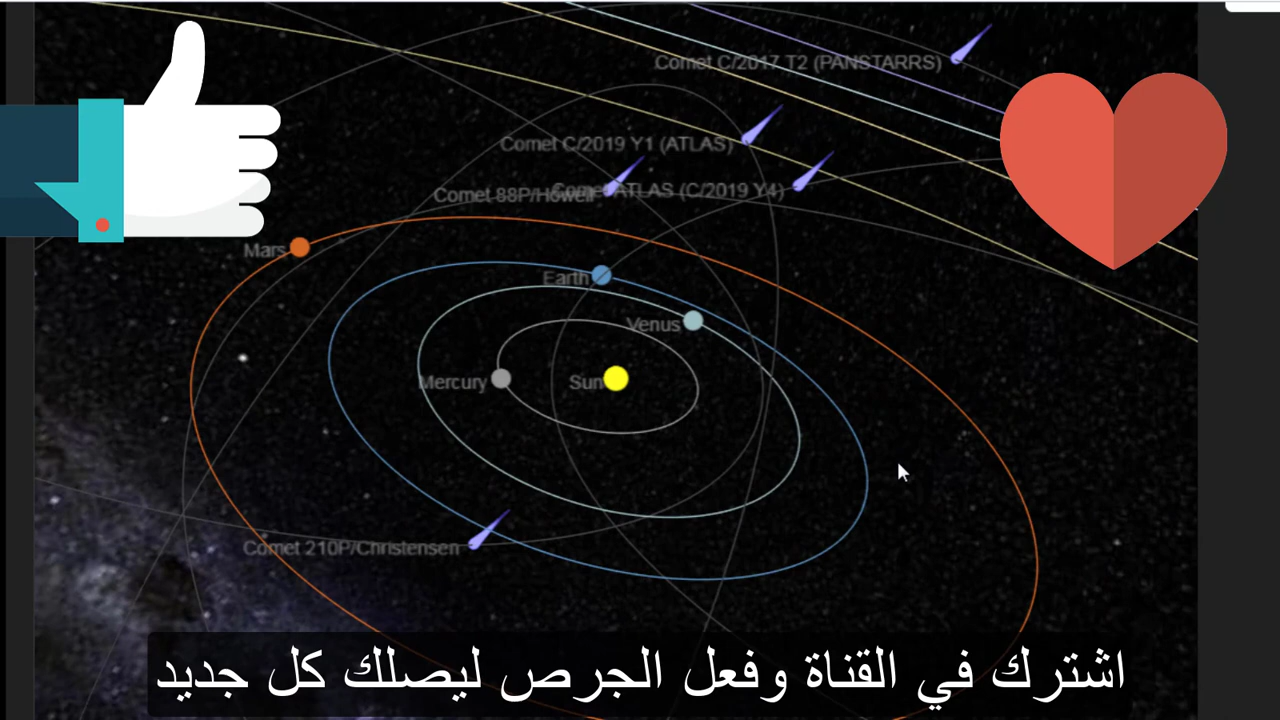 Comet C/2017 T2 (PANSTARRS)
Comet C/2019 Y1 (ATLAS)
Comet 88P/Howell
Comet ATLAS (C/2019 Y4)
Mars
Earth
Venus
Mercury
Sun
Comet 210P/Christensen
اشترك في القناة وفعل الجرص ليصلك كل جديد